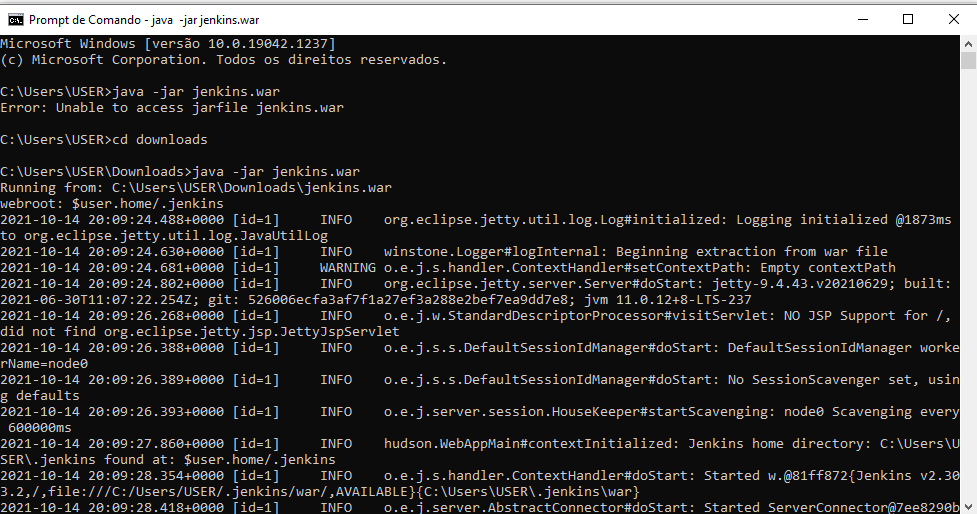 Prompt de Comando - java  -jar jenkins.war
Microsoft Windows [versão 10.0.19042.1237]
(c) Microsoft Corporation. Todos os direitos reservados.
C:\Users\USER>java -jar jenkins.war
Error: Unable to access jarfile jenkins.war
C:\Users\USER>cd downloads
C:\Users\USER\Downloads>java -jar jenkins.war
Running from: C:\Users\USER\Downloads\jenkins.war
webroot: $user.home/.jenkins
2021-10-14 20:09:24.488+0000 [id=1]     INFO    org.eclipse.jetty.util.log.Log#initialized: Logging initialized @1873ms
to org.eclipse.jetty.util.log.JavaUtilLog
2021-10-14 20:09:24.630+0000 [id=1]     INFO    winstone.Logger#logInternal: Beginning extraction from war file
2021-10-14 20:09:24.681+0000 [id=1]     WARNING o.e.j.s.handler.ContextHandler#setContextPath: Empty contextPath
2021-10-14 20:09:24.802+0000 [id=1]     INFO    org.eclipse.jetty.server.Server#doStart: jetty-9.4.43.v20210629; built:
2021-06-30T11:07:22.254Z; git: 526006ecfa3af7f1a27ef3a288e2bef7ea9dd7e8; jvm 11.0.12+8-LTS-237
2021-10-14 20:09:26.268+0000 [id=1]     INFO    o.e.j.w.StandardDescriptorProcessor#visitServlet: NO JSP Support for /,
did not find org.eclipse.jetty.jsp.JettyJspServlet
2021-10-14 20:09:26.388+0000 [id=1]     INFO    o.e.j.s.s.DefaultSessionIdManager#doStart: DefaultSessionIdManager worke
rName=node0
2021-10-14 20:09:26.389+0000 [id=1]     INFO    o.e.j.s.s.DefaultSessionIdManager#doStart: No SessionScavenger set, usin
g defaults
2021-10-14 20:09:26.393+0000 [id=1]     INFO    o.e.j.server.session.HouseKeeper#startScavenging: node0 Scavenging every
 600000ms
2021-10-14 20:09:27.860+0000 [id=1]     INFO    hudson.WebAppMain#contextInitialized: Jenkins home directory: C:\Users\U
SER\.jenkins found at: $user.home/.jenkins
2021-10-14 20:09:28.354+0000 [id=1]     INFO    o.e.j.s.handler.ContextHandler#doStart: Started w.@81ff872{Jenkins v2.30
3.2,/,file:///C:/Users/USER/.jenkins/war/,AVAILABLE}{C:\Users\USER\.jenkins\war}
2021-10-14 20:09:28.418+0000 [id=1]     INFO    o.e.j.server.AbstractConnector#doStart: Started ServerConnector@7ee8290b